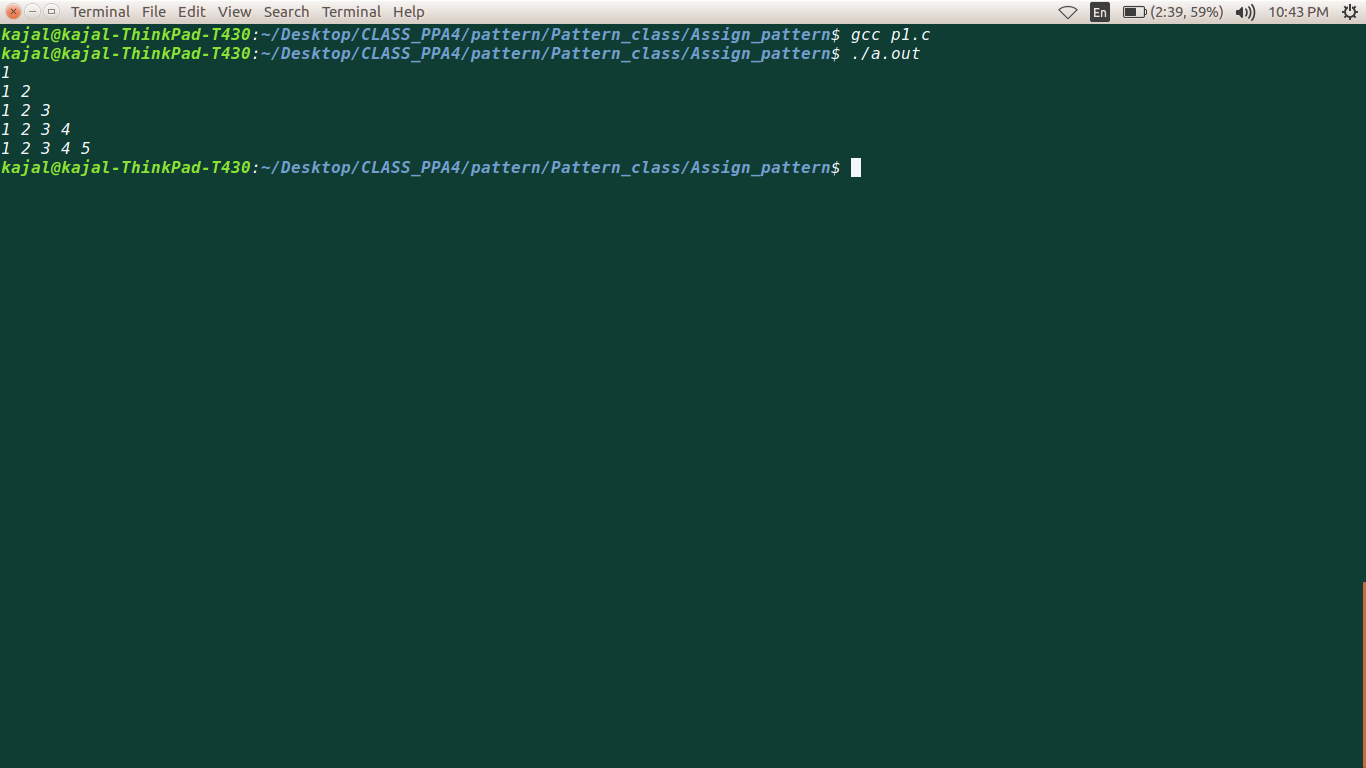 Terminal File Edit View Search Terminal Help En (2:39, 59%) 10:43 PM
kajal@kajal-ThinkPad-T430:~/Desktop/CLASS_PPA4/pattern/Pattern_class/Assign_pattern$ gcc p1.c
kajal@kajal-ThinkPad-T430:~/Desktop/CLASS_PPA4/pattern/Pattern_class/Assign_pattern$ ./a.out
1
1 2
1 2 3
1 2 3 4
1 2 3 4 5
kajal@kajal-ThinkPad-T430:~/Desktop/CLASS_PPA4/pattern/Pattern_class/Assign_pattern$